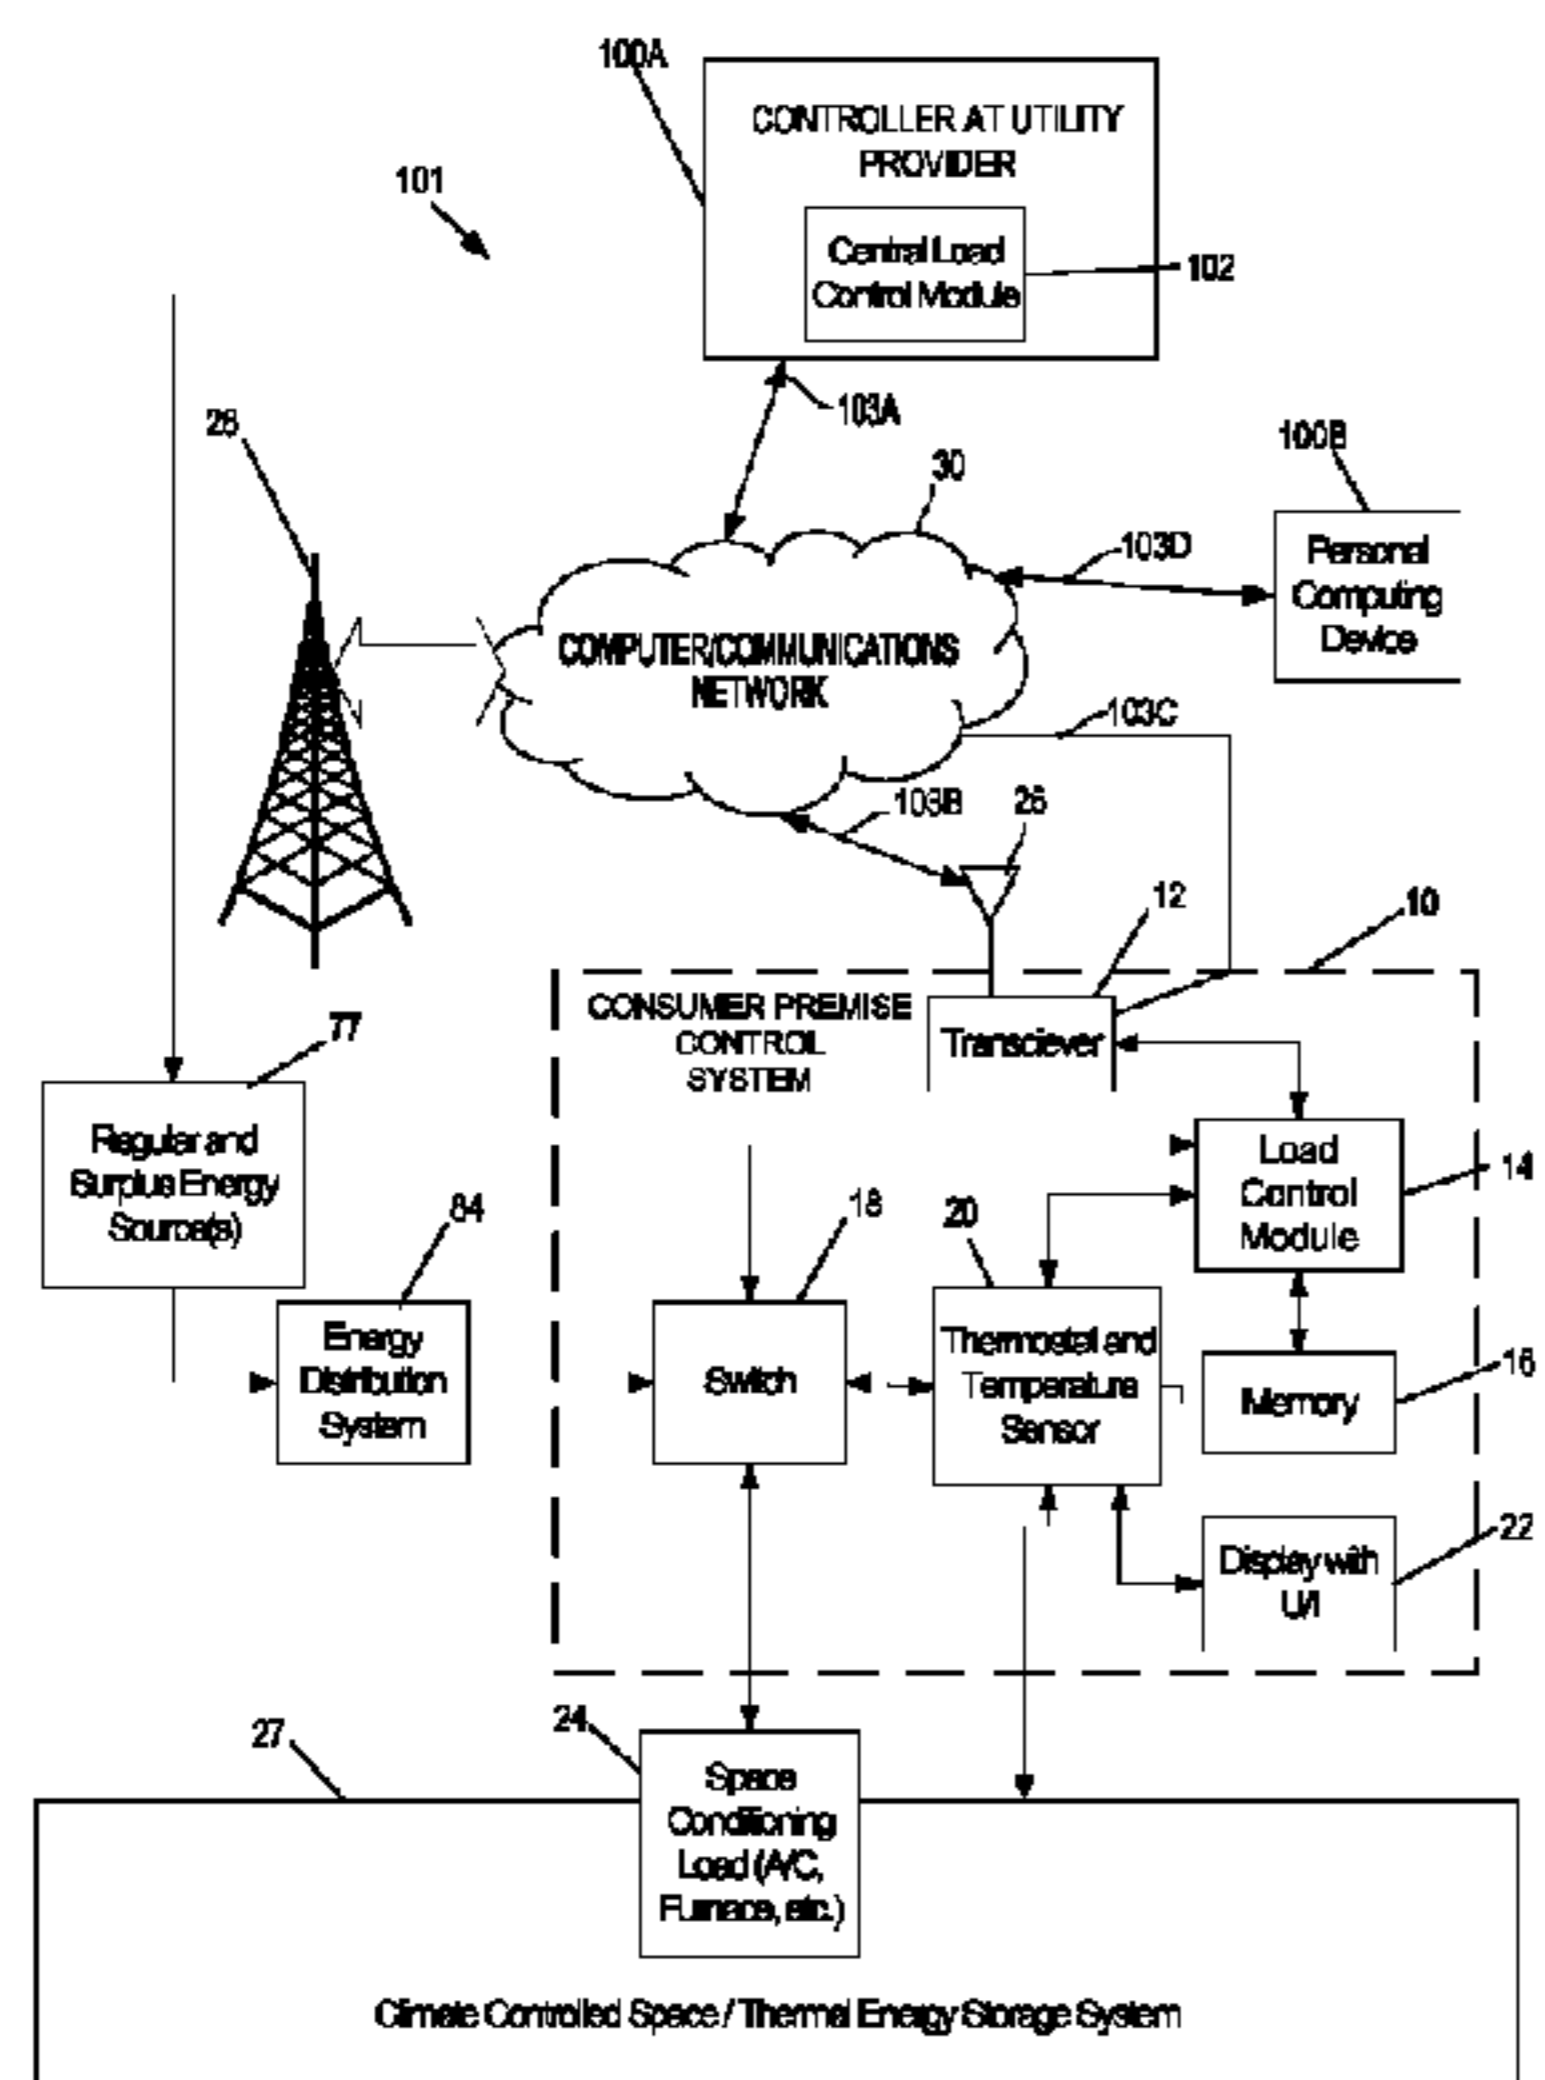 100A
CONTROLLER AT UTILITY
PROVIDER
101
Central Load
Control Module
102
103A
28
30
100B
103D
Personal
Computing
Device
COMPUTER/COMMUNICATIONS
NETWORK
103C
103B
26
12
10
CONSUMER PREMISE
CONTROL
SYSTEM
Transciever
77
Regular and
Surplus Energy
Source(s)
Load
Control
Module
14
84
18
20
Energy
Distribution
System
Switch
Thermostat and
Temperature
Sensor
16
Memory
22
Display with
U/I
24
27
Space
Conditioning
Load (A/C,
Furnace, etc.)
Climate Controlled Space / Thermal Energy Storage System